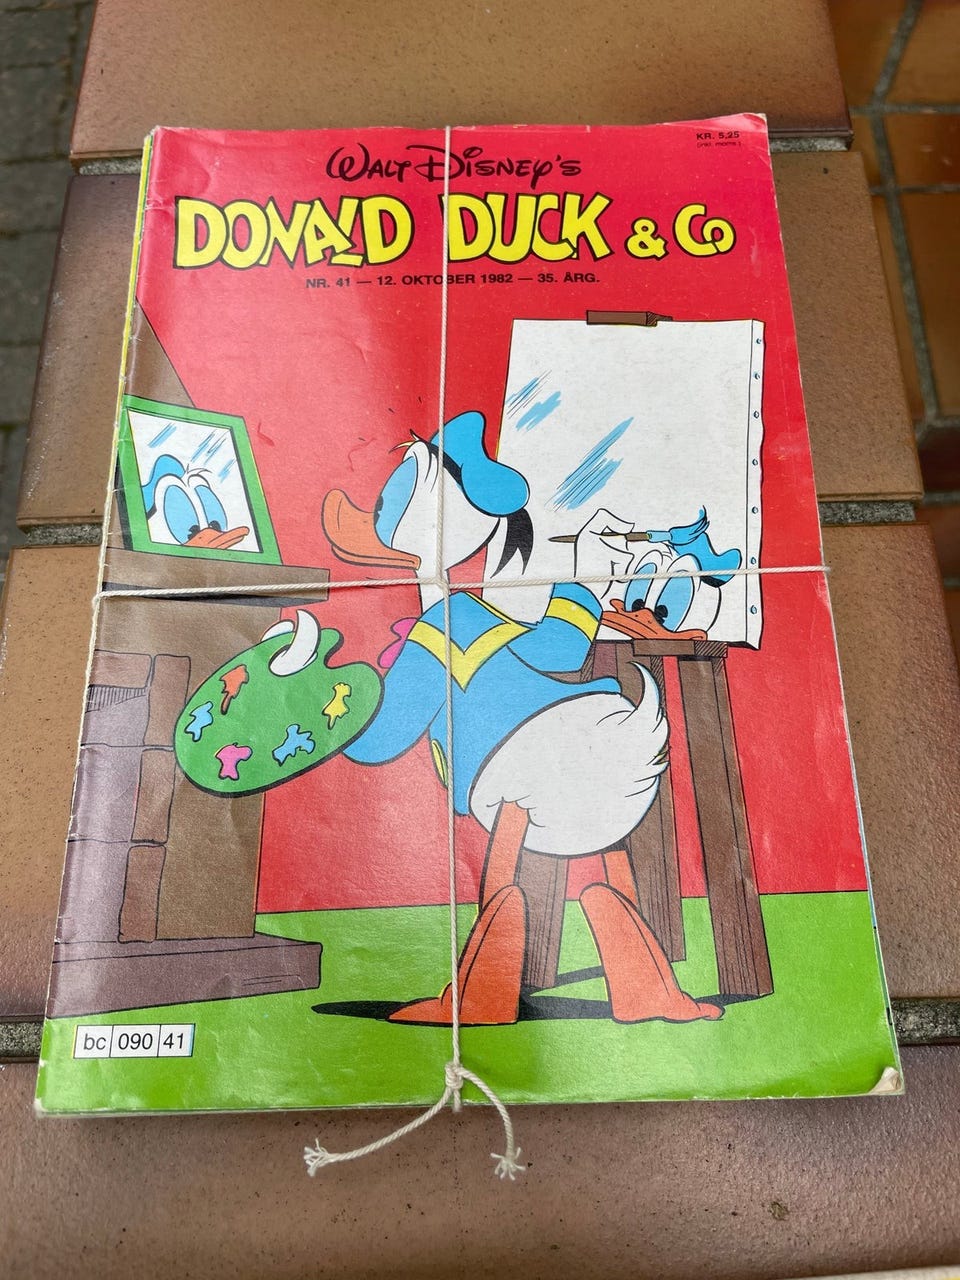 KR. 5,25
(inkl. moms.)
WALT DISNEY'S
DONALD DUCK & CO
NR. 41 — 12. OKTOBER 1982 — 35. ÅRG.
bc 090 41